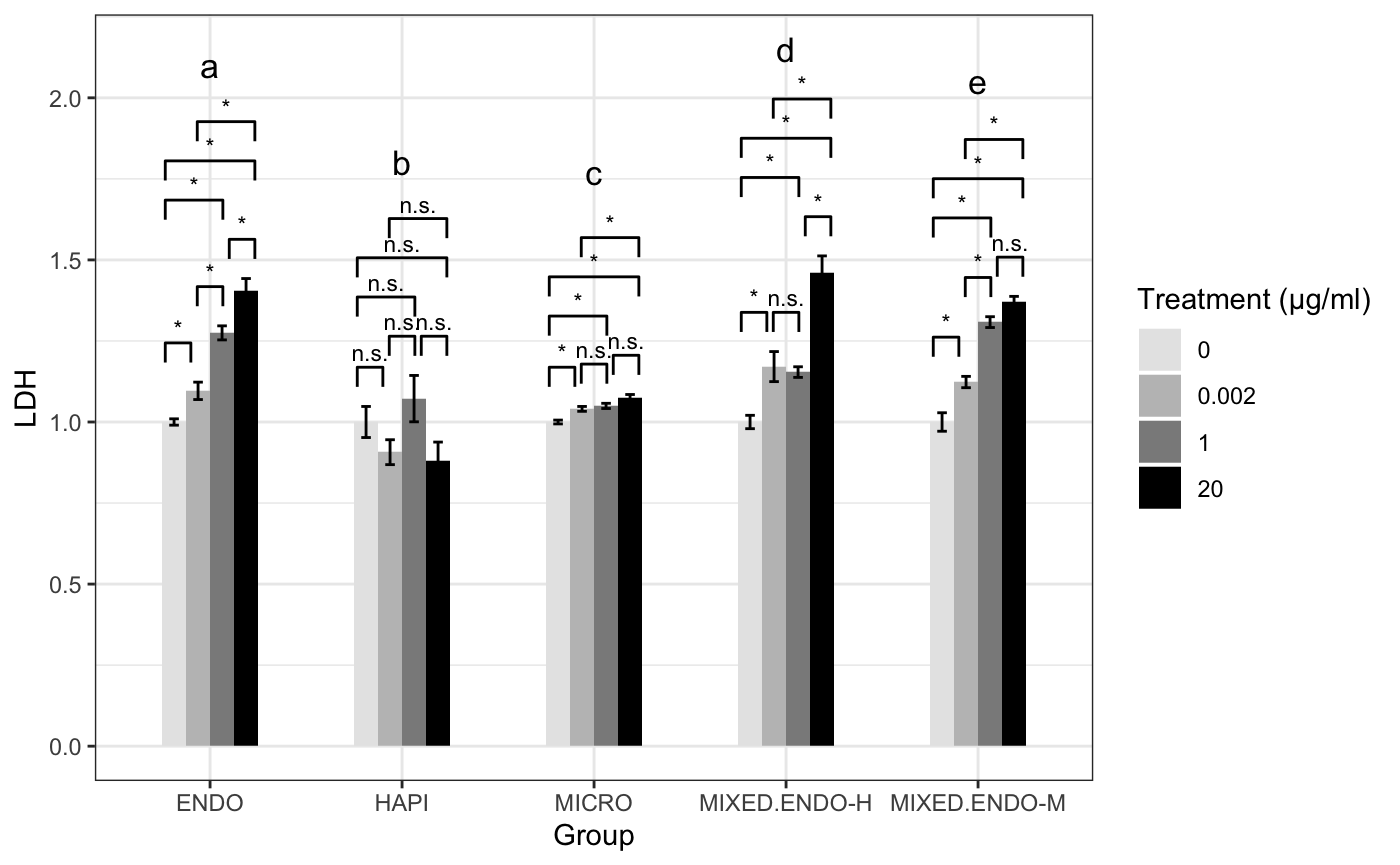 a
b
c
d
e
*
*
*
*
*
*
n.s.
n.s.
n.s.
n.s.
n.s.
n.s.
*
*
*
*
n.s.
n.s.
*
*
*
*
*
n.s.
*
*
*
n.s.
*
*
*
LDH
2.0
1.5
1.0
0.5
0.0
ENDO
HAPI
MICRO
MIXED.ENDO-H
MIXED.ENDO-M
Group
Treatment (μg/ml)
0
0.002
1
20